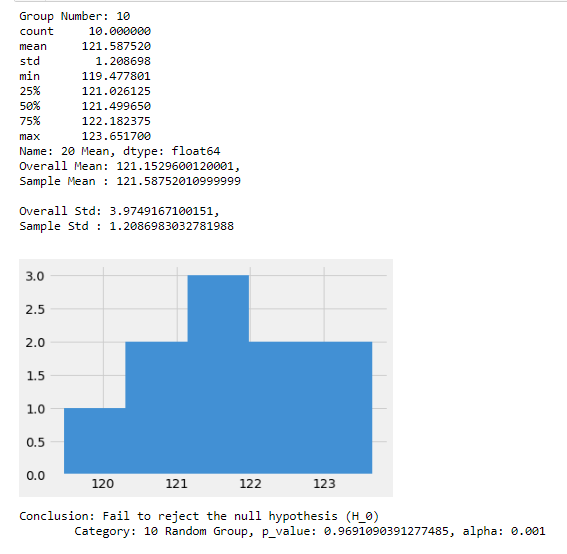 Group Number: 10
count 10.000000
mean 121.587520
std 1.208698
min 119.477801
25% 121.026125
50% 121.499650
75% 122.182375
max 123.651700
Name: 20 Mean, dtype: float64
Overall Mean: 121.1529600120001,
Sample Mean : 121.58752010999999
Overall Std: 3.9749167100151,
Sample Std : 1.2086983032781988
3.0
2.5
2.0
1.5
1.0
0.5
0.0
120 121 122 123
Conclusion: Fail to reject the null hypothesis (H_0)
Category: 10 Random Group, p_value: 0.9691090391277485, alpha: 0.001